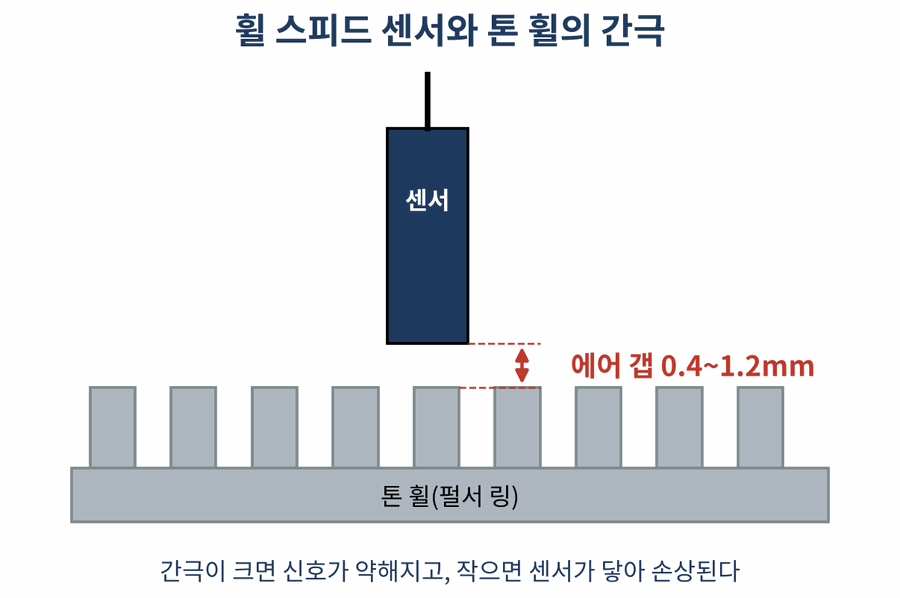 휠 스피드 센서와 톤 휠의 간극
센서
에어 갭 0.4~1.2mm
톤 휠(펄서 링)
간극이 크면 신호가 약해지고, 작으면 센서가 닿아 손상된다